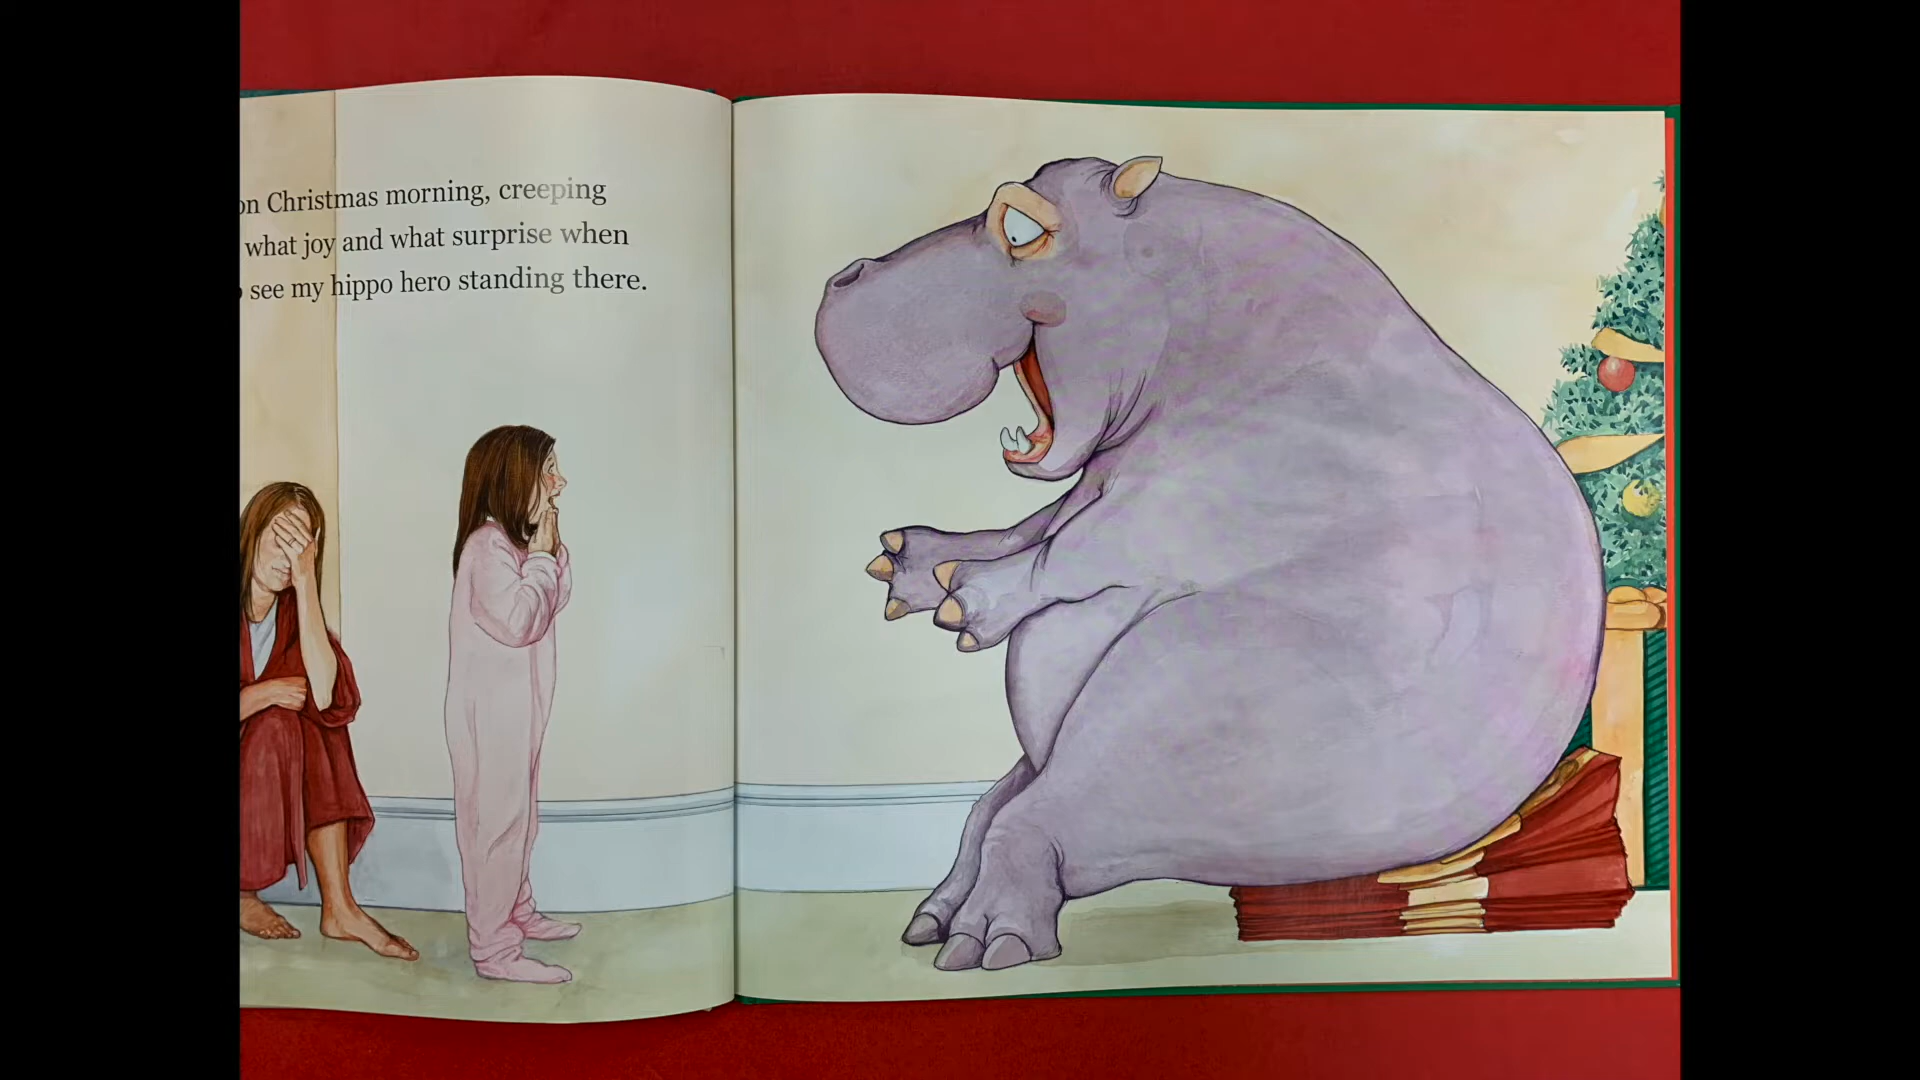 on Christmas morning, creeping
what joy and what surprise when
see my hippo hero standing there.